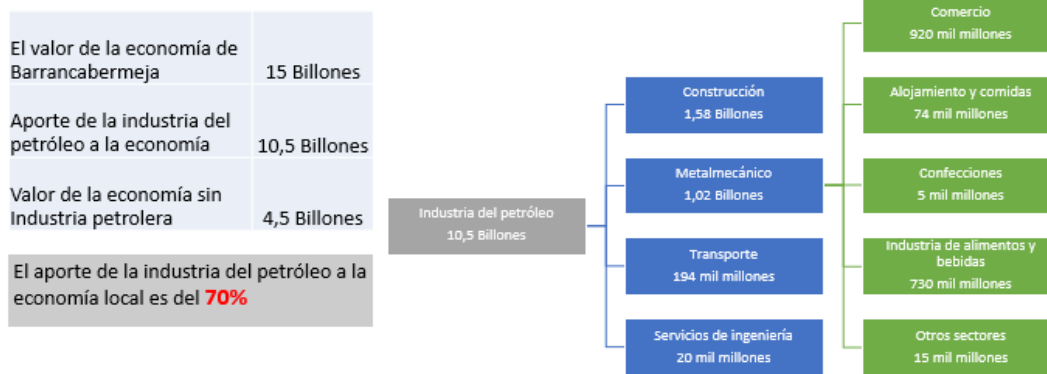 El valor de la economía de
Barrancabermeja
15 Billones
Aporte de la industria del
petróleo a la economía
10,5 Billones
Valor de la economía sin
Industria petrolera
4,5 Billones
El aporte de la industria del petróleo a la
economía local es del 70%
Industria del petróleo
10,5 Billones
Construcción
1,58 Billones
Metalmecánico
1,02 Billones
Transporte
194 mil millones
Servicios de ingeniería
20 mil millones
Comercio
920 mil millones
Alojamiento y comidas
74 mil millones
Confecciones
5 mil millones
Industria de alimentos y
bebidas
730 mil millones
Otros sectores
15 mil millones